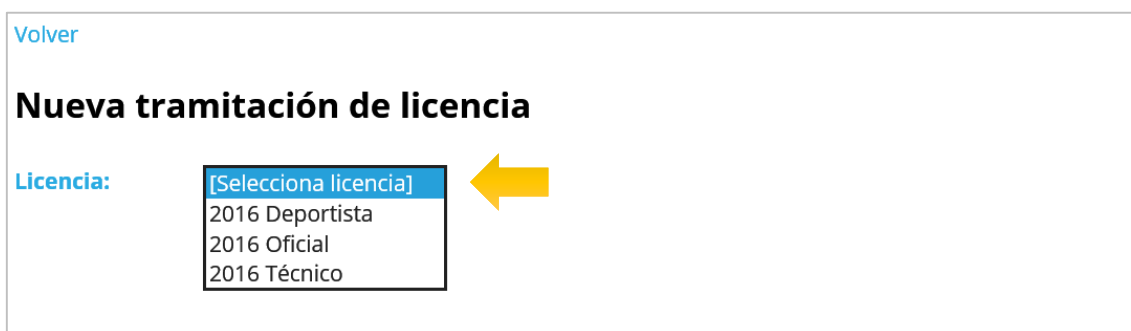 Volver
Nueva tramitación de licencia
Licencia:
[Selecciona licencia]
2016 Deportista
2016 Oficial
2016 Técnico